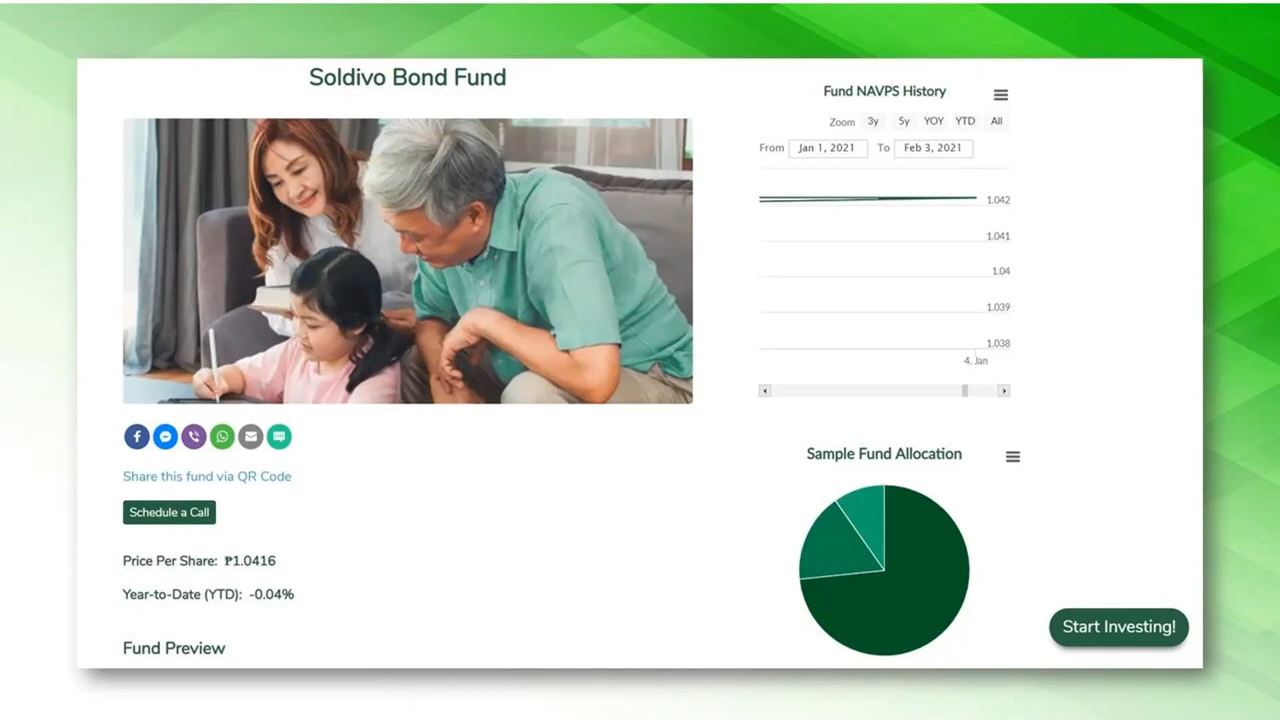 Soldivo Bond Fund
Share this fund via QR Code
Schedule a Call
Price Per Share: ₱1.0416
Year-to-Date (YTD): -0.04%
Fund Preview
Fund NAVPS History
Zoom 3y 5y YOY YTD All
From Jan 1, 2021 To Feb 3, 2021
1.042
1.041
1.04
1.039
1.038
4. Jan
Sample Fund Allocation
Start Investing!